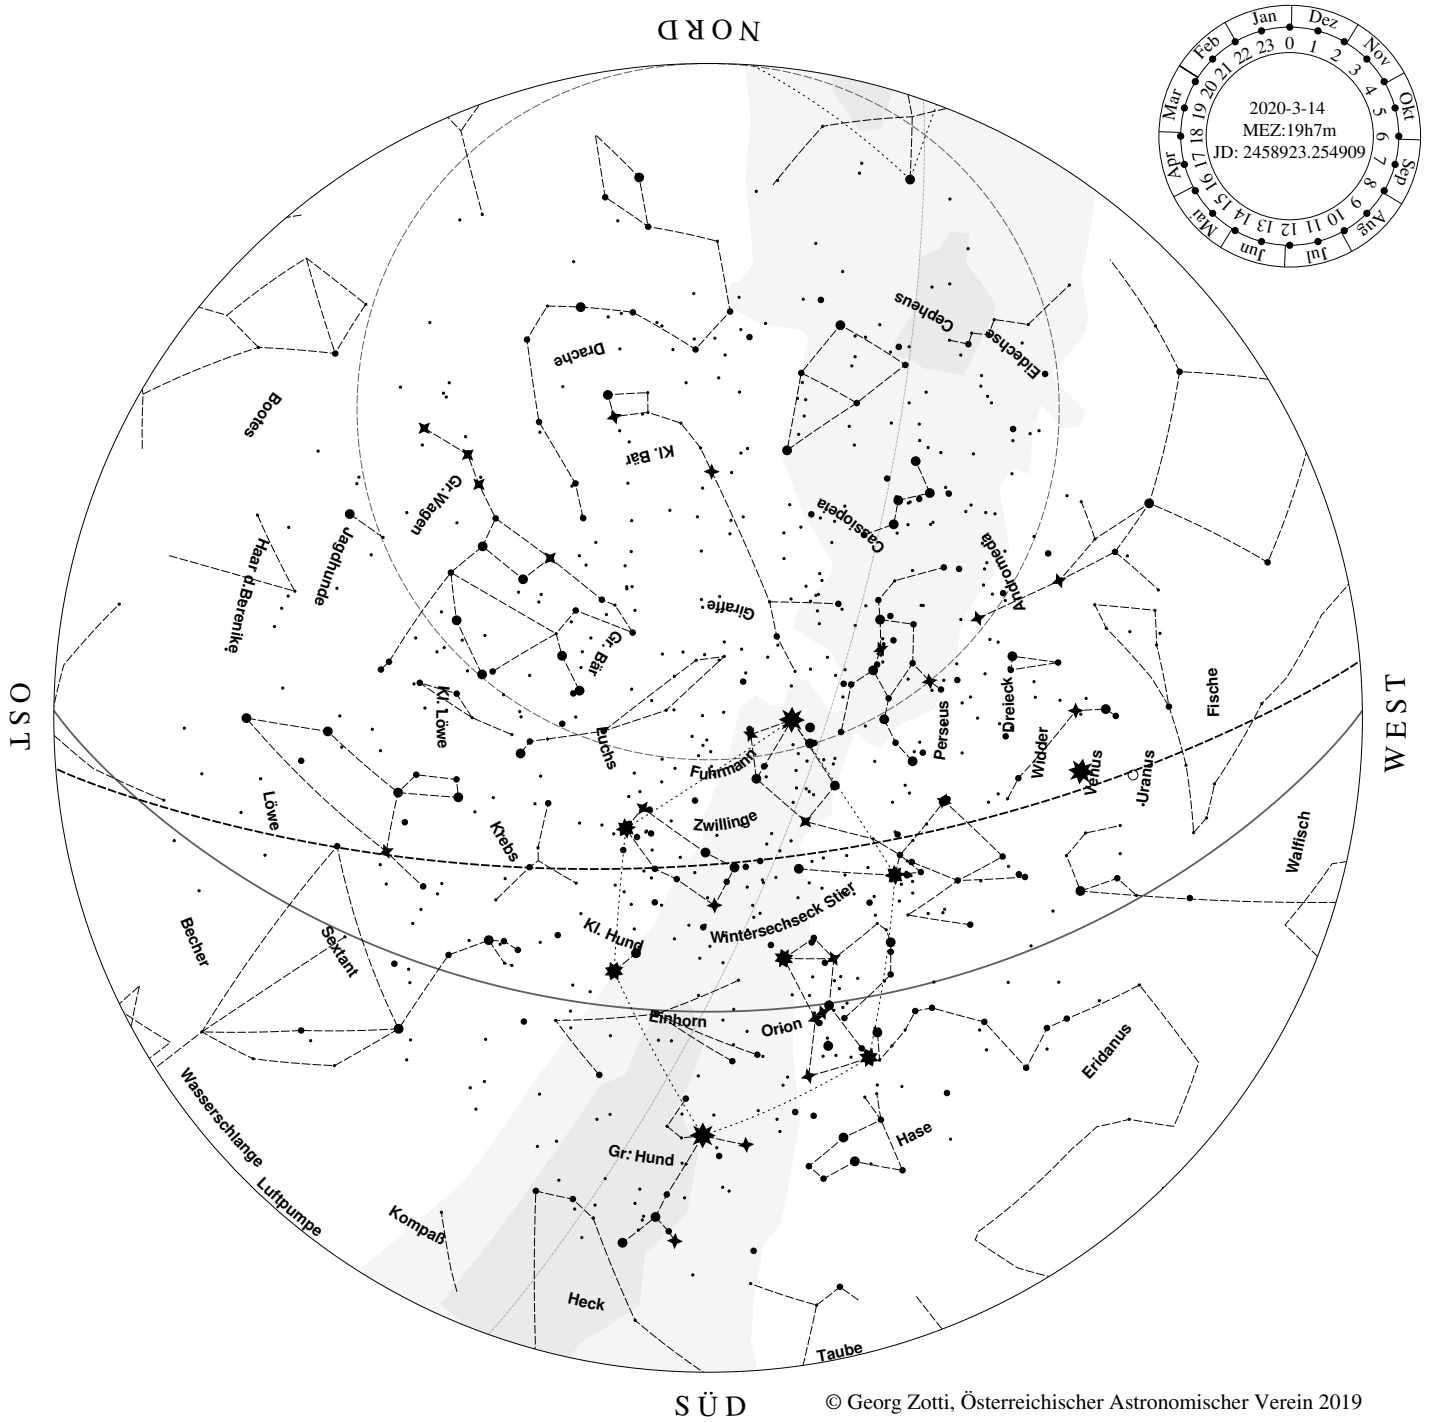 NORD
Jan
Dez
Nov
Okt
Sep
Aug
Jul
Jun
Mai
Apr
Mar
Feb
0 1 2 3 4 5 6 7 8 9 10 11 12 13 14 15 16 17 18 19 20 21 22 23
2020-3-14
MEZ:19h7m
JD: 2458923.254909
Cepheus
Eidechse
Drache
Bootes
Kl. Bär
Gr.Wagen
Cassiopeia
Jagdhunde
Haar d.Berenike
Andromeda
Giraffe
Gr. Bär
OST
WEST
Kl. Löwe
Luchs
Perseus
Dreieck
Fische
Widder
Fuhrmann
Venus
Uranus
Löwe
Krebs
Zwillinge
Walfisch
Becher
Sextant
Kl. Hund
Wintersechseck
Stier
Einhorn
Orion
Eridanus
Wasserschlange
Hase
Gr. Hund
Luftpumpe
Kompaß
Heck
Taube
SÜD
© Georg Zotti, Österreichischer Astronomischer Verein 2019